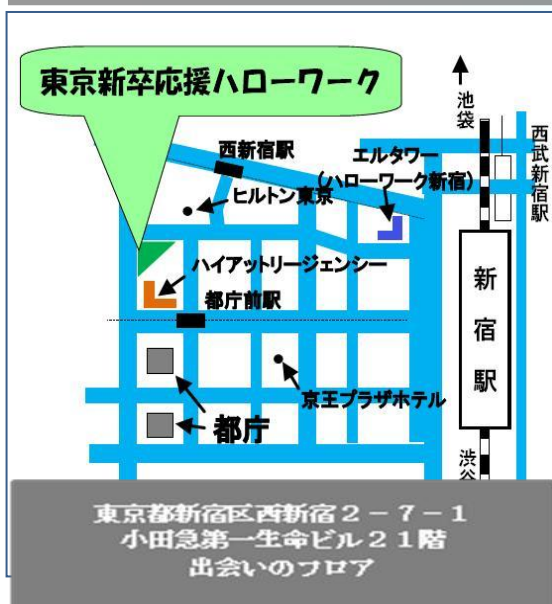 東京新卒応援ハローワーク
池袋
西武新宿駅
西新宿駅
エルタワー
(ハローワーク新宿)
ヒルトン東京
ハイアットリージェンシー
新宿駅
都庁前駅
京王プラザホテル
都庁
渋谷
東京都新宿区西新宿2-7-1
小田急第一生命ビル21階
出会いのフロア